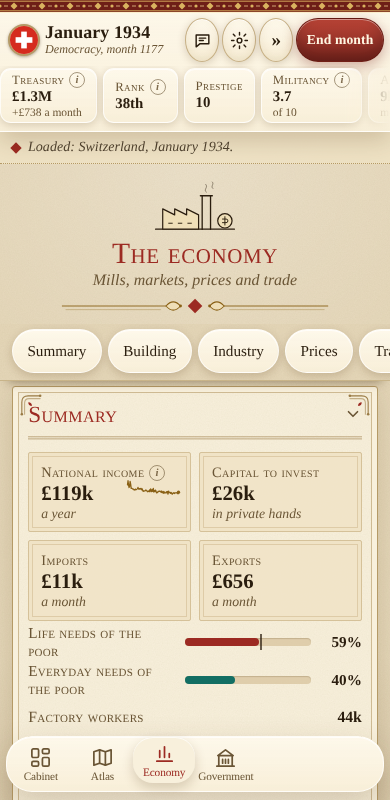 January 1934
Democracy, month 1177
»
End month
Treasury i
£1.3M
+£738 a month
Rank i
38th
Prestige
10
Militancy i
3.7
of 10
Loaded: Switzerland, January 1934.
The economy
Mills, markets, prices and trade
Summary
Building
Industry
Prices
Summary
National income i
£119k
a year
Capital to invest
£26k
in private hands
Imports
£11k
a month
Exports
£656
a month
Life needs of the
poor
59%
Everyday needs of
the poor
40%
Factory workers
44k
Cabinet
Atlas
Economy
Government